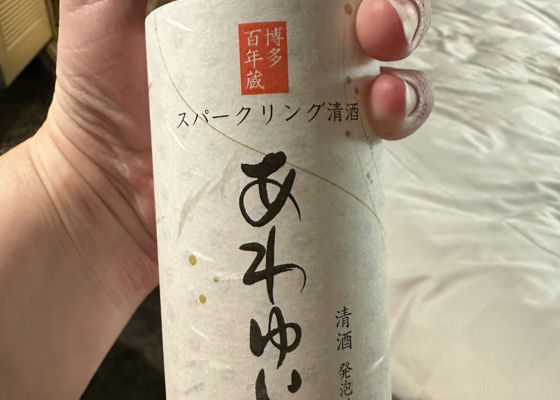 博多
百年蔵
スパークリング清酒
あわゆ
清酒 発泡